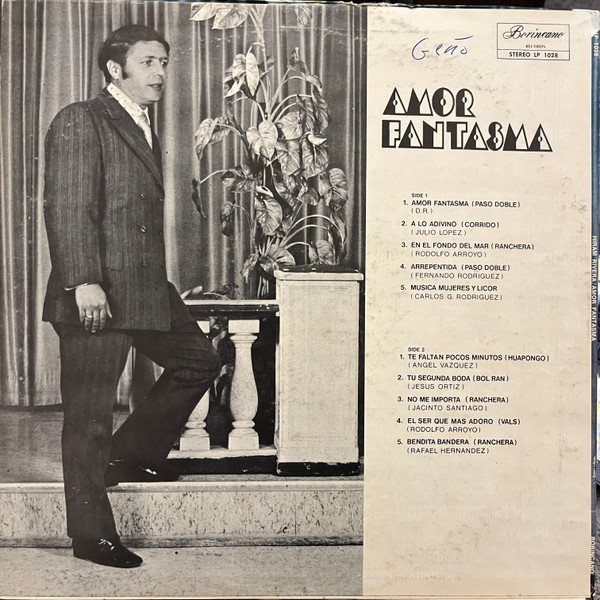 Geño
Borincano
RECORDS
STEREO LP 1028
AMOR
FANTASMA
SIDE 1
1. AMOR FANTASMA (PASO DOBLE)
(D.R.)
2. A LO ADIVINO (CORRIDO)
(JULIO LOPEZ)
3. EN EL FONDO DEL MAR (RANCHERA)
(RODOLFO ARROYO)
4. ARREPENTIDA (PASO DOBLE)
(FERNANDO RODRIGUEZ)
5. MUSICA MUJERES Y LICOR
(CARLOS G. RODRIGUEZ)
SIDE 2
1. TE FALTAN POCOS MINUTOS (HUAPONGO)
(ANGEL VAZQUEZ)
2. TU SEGUNDA BODA (BOL RAN)
(JESUS ORTIZ)
3. NO ME IMPORTA (RANCHERA)
(JACINTO SANTIAGO)
4. EL SER QUE MAS ADORO (VALS)
(RODOLFO ARROYO)
5. BENDITA BANDERA (RANCHERA)
(RAFAEL HERNANDEZ)
1028
HIRAM RIVERA/AMOR FANTASMA
BORINCANO